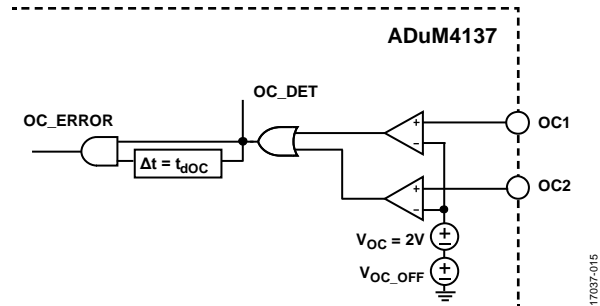 ADuM4137
OC_DET
OC_ERROR
Δt = tdOC
+
−
OC1
+
−
OC2
VOC = 2V
+
−
VOC_OFF
+
−
17037-015